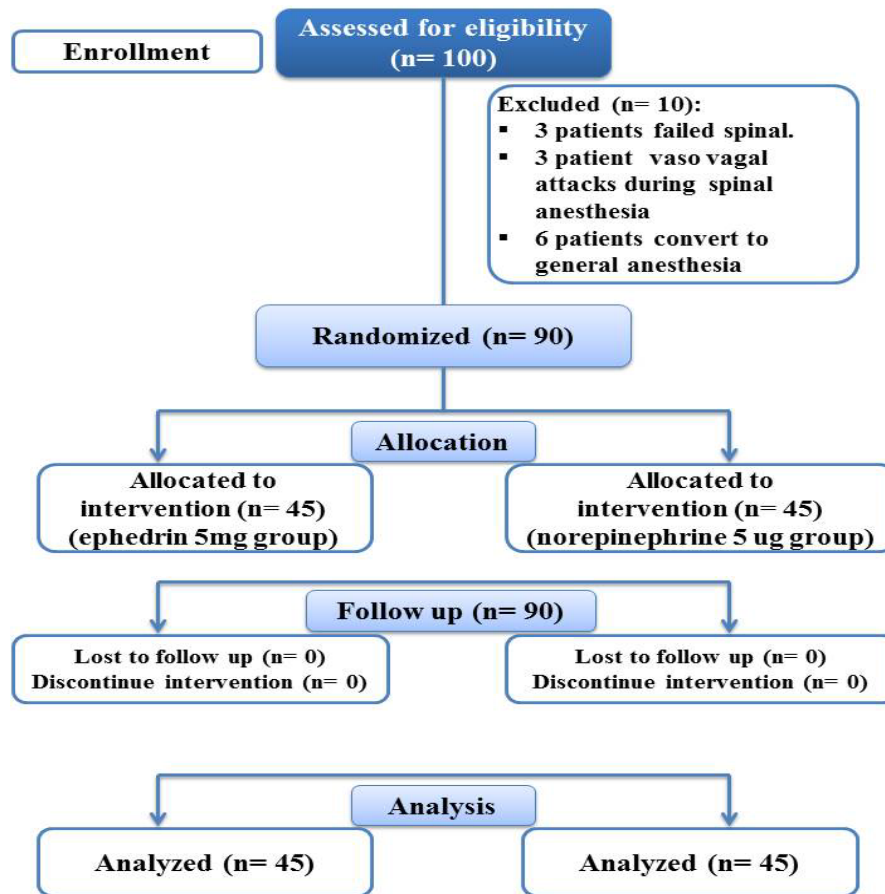 Enrollment
Assessed for eligibility
(n= 100)
Excluded (n= 10):
▪ 3 patients failed spinal.
▪ 3 patient vaso vagal
attacks during spinal
anesthesia
▪ 6 patients convert to
general anesthesia
Randomized (n= 90)
Allocation
Allocated to
intervention (n= 45)
(ephedrin 5mg group)
Allocated to
intervention (n= 45)
(norepinephrine 5 ug group)
Follow up (n= 90)
Lost to follow up (n= 0)
Discontinue intervention (n= 0)
Lost to follow up (n= 0)
Discontinue intervention (n= 0)
Analysis
Analyzed (n= 45)
Analyzed (n= 45)